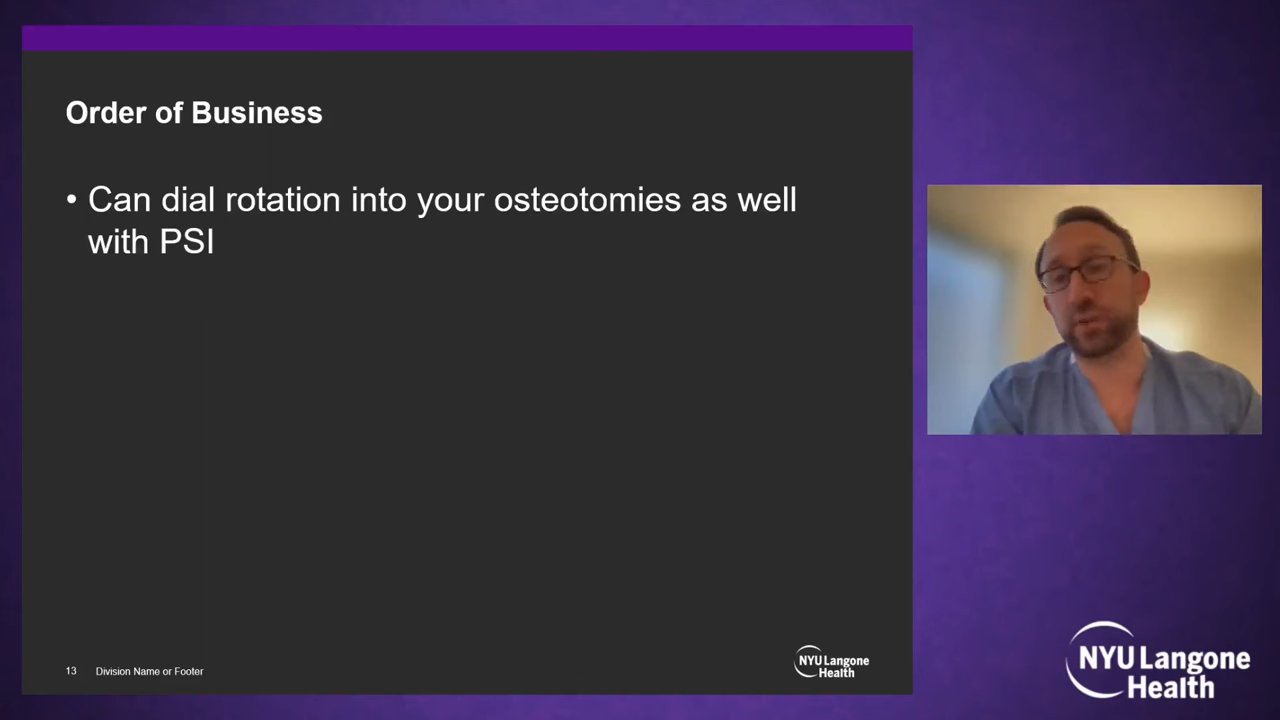 Order of Business
• Can dial rotation into your osteotomies as well
with PSI
13 Division Name or Footer
NYU Langone
Health
NYU Langone
Health